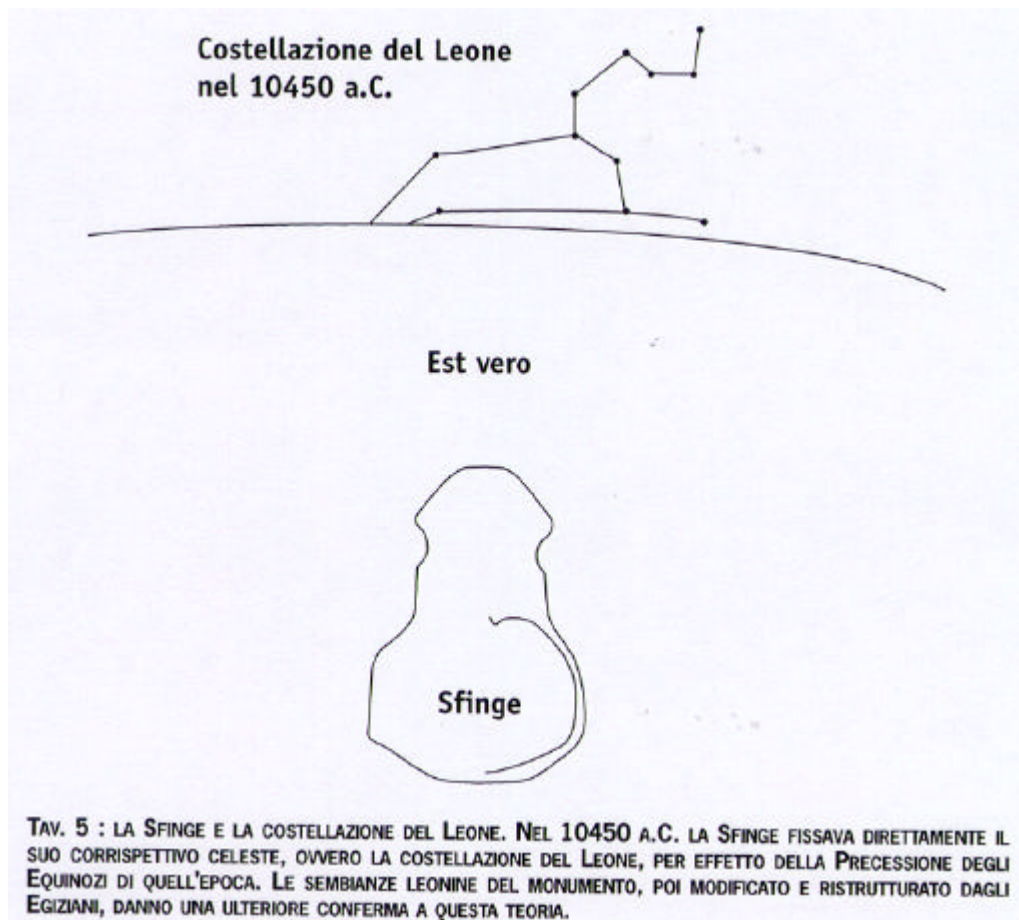 Costellazione del Leone
nel 10450 a.C.
Est vero
Sfinge
TAV. 5 : LA SFINGE E LA COSTELLAZIONE DEL LEONE. NEL 10450 A.C. LA SFINGE FISSAVA DIRETTAMENTE IL
SUO CORRISPETTIVO CELESTE, OVVERO LA COSTELLAZIONE DEL LEONE, PER EFFETTO DELLA PRECESSIONE DEGLI
EQUINOZI DI QUELL'EPOCA. LE SEMBIANZE LEONINE DEL MONUMENTO, POI MODIFICATO E RISTRUTTURATO DAGLI
EGIZIANI, DANNO UNA ULTERIORE CONFERMA A QUESTA TEORIA.